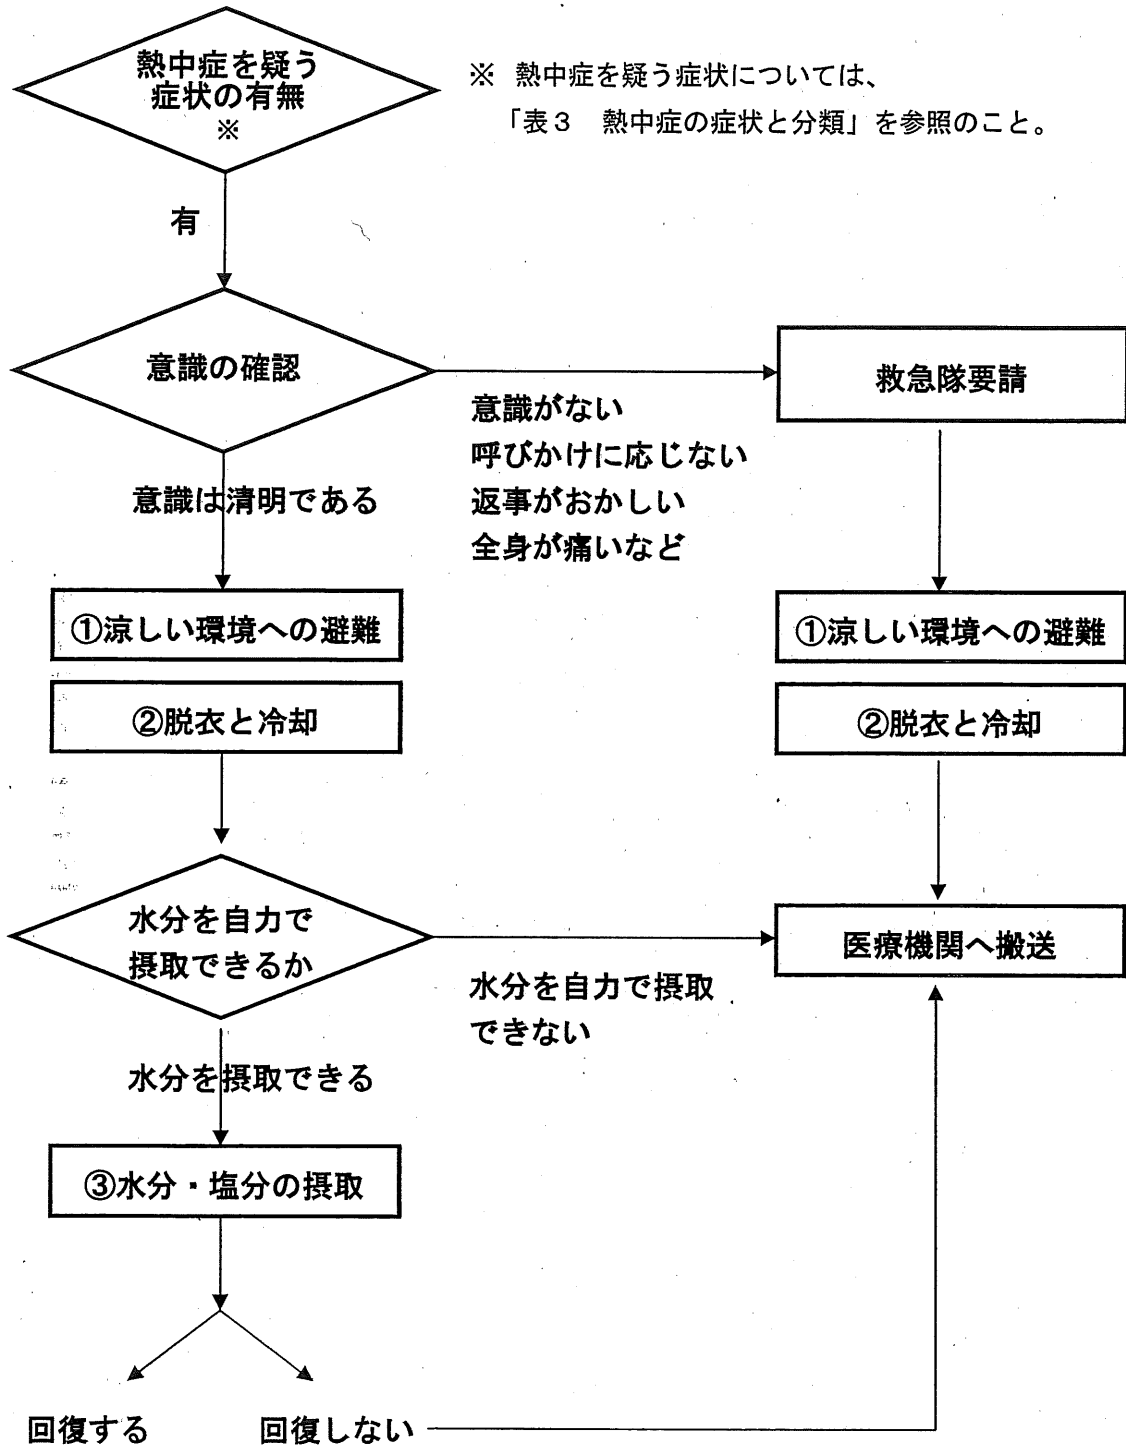 熱中症を疑う
症状の有無
※
※ 熱中症を疑う症状については、
「表３　熱中症の症状と分類」を参照のこと。
有
意識の確認
救急隊要請
意識がない
呼びかけに応じない
返事がおかしい
全身が痛いなど
意識は清明である
①涼しい環境への避難
①涼しい環境への避難
②脱衣と冷却
②脱衣と冷却
水分を自力で
摂取できるか
医療機関へ搬送
水分を自力で摂取
できない
水分を摂取できる
③水分・塩分の摂取
回復する
回復しない